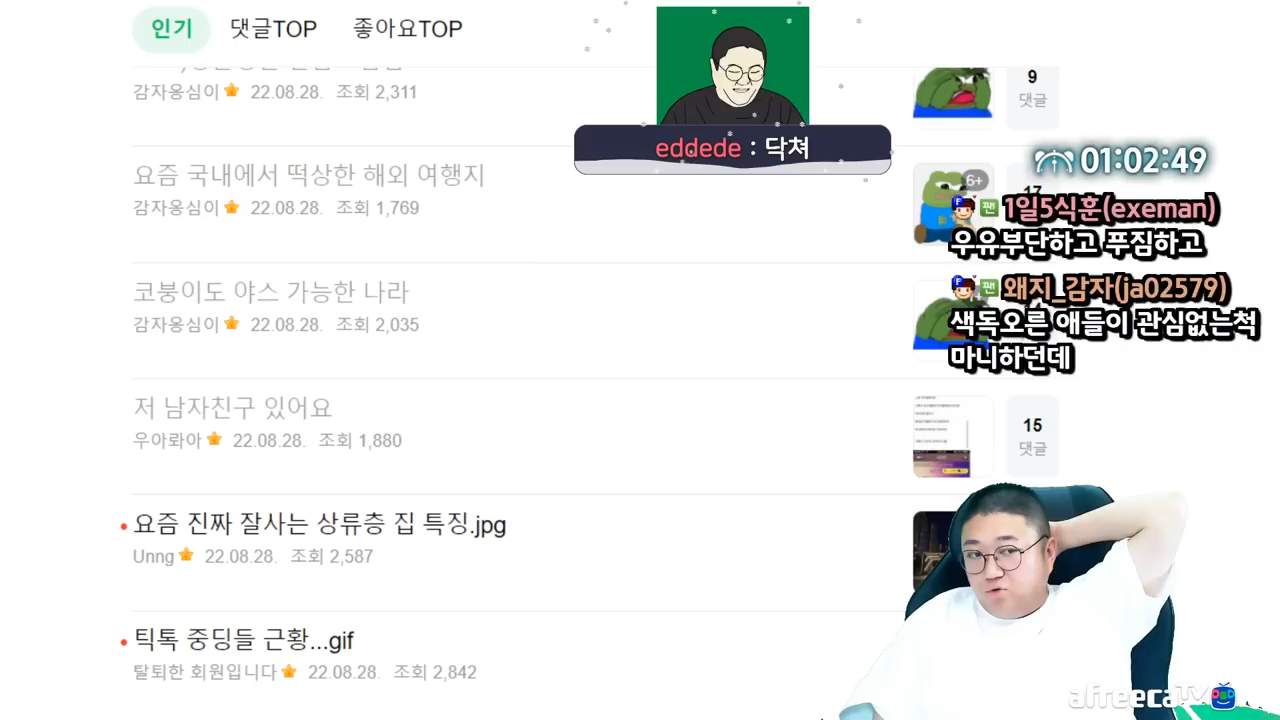 인기 댓글TOP 좋아요TOP
감자옹심이 22.08.28. 조회 2,311
9
댓글
eddede : 닥쳐
01:02:49
요즘 국내에서 떡상한 해외 여행지
감자옹심이 22.08.28. 조회 1,769
6+
17
F 팬 1일5식훈(exeman)
우유부단하고 푸짐하고
F 팬 왜지_감자(ja02579)
색독오른 애들이 관심없는척
마니하던데
코붕이도 야스 가능한 나라
감자옹심이 22.08.28. 조회 2,035
저 남자친구 있어요
우아롸아 22.08.28. 조회 1,880
15
댓글
요즘 진짜 잘사는 상류층 집 특징.jpg
Unng 22.08.28. 조회 2,587
틱톡 중딩들 근황...gif
탈퇴한 회원입니다 22.08.28. 조회 2,842
afreecaTV